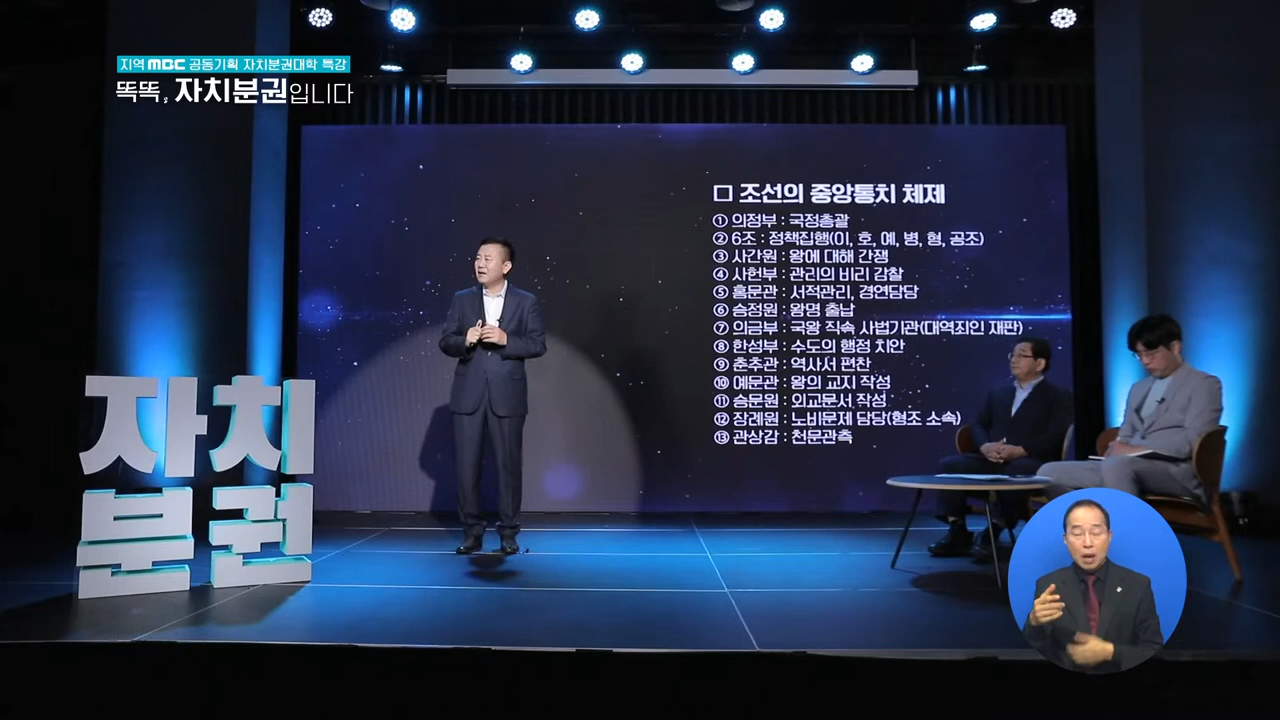 지역 MBC 공동기획 자치분권대학 특강
똑똑, 자치분권입니다
□ 조선의 중앙통치 체제
① 의정부 : 국정총괄
② 6조 : 정책집행(이, 호, 예, 병, 형, 공조)
③ 사간원 : 왕에 대해 간쟁
④ 사헌부 : 관리의 비리 감찰
⑤ 홍문관 : 서적관리, 경연담당
⑥ 승정원 : 왕명 출납
⑦ 의금부 : 국왕 직속 사법기관(대역죄인 재판)
⑧ 한성부 : 수도의 행정 치안
⑨ 춘추관 : 역사서 편찬
⑩ 예문관 : 왕의 교지 작성
⑪ 승문원 : 외교문서 작성
⑫ 장례원 : 노비문제 담당(형조 소속)
⑬ 관상감 : 천문관측
자치
분권